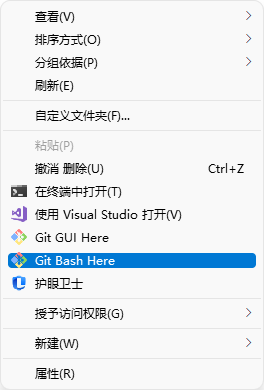 查看(V)
排序方式(O)
分组依据(P)
刷新(E)
自定义文件夹(F)...
粘贴(P)
撤消 删除(U) Ctrl+Z
在终端中打开(T)
使用 Visual Studio 打开(V)
Git GUI Here
Git Bash Here
护眼卫士
授予访问权限(G)
新建(W)
属性(R)